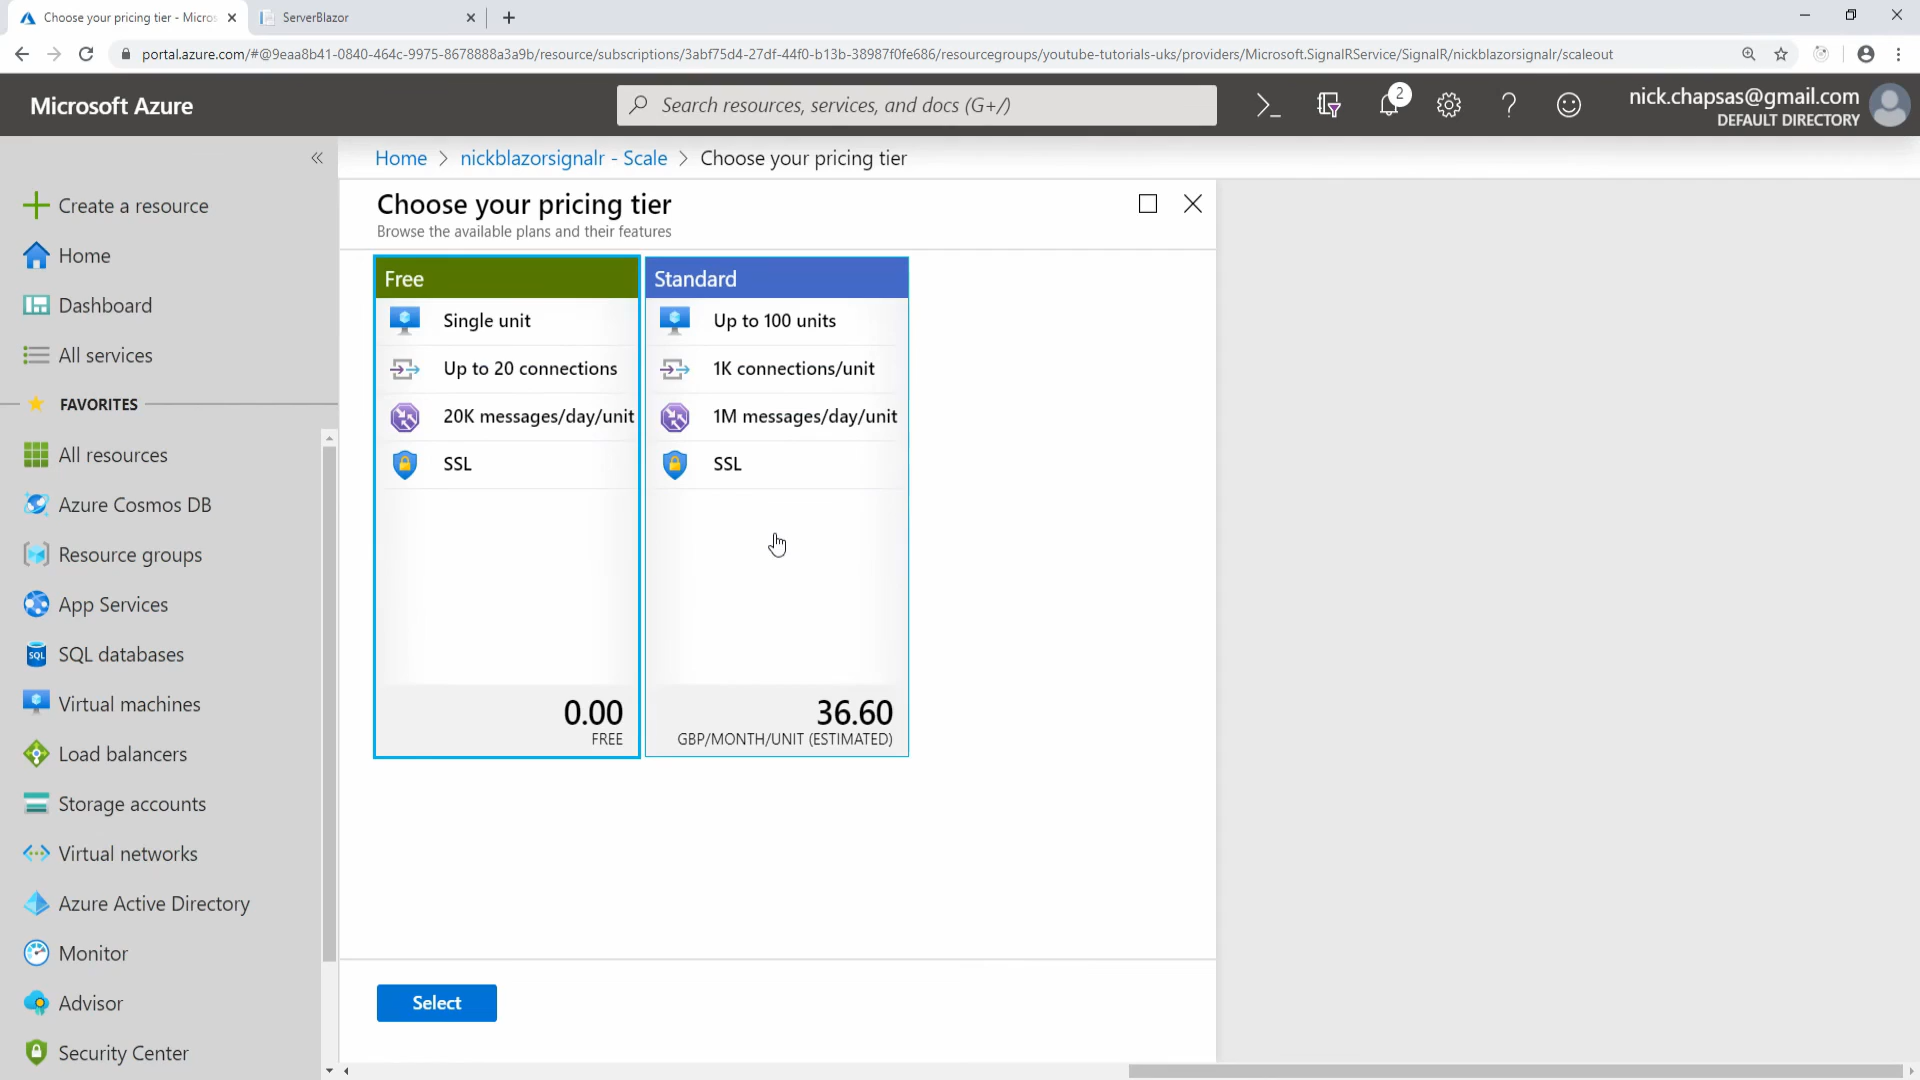 Choose your pricing tier - Micros
ServerBlazor
portal.azure.com/#@9eaa8b41-0840-464c-9975-8678888a3a9b/resource/subscriptions/3abf75d4-27df-44f0-b13b-38987f0fe686/resourcegroups/youtube-tutorials-uks/providers/Microsoft.SignalRService/SignalR/nickblazorsignalr/scaleout
Microsoft Azure
Search resources, services, and docs (G+/)
2
nick.chapsas@gmail.com
DEFAULT DIRECTORY
Home > nickblazorsignalr - Scale > Choose your pricing tier
Create a resource
Home
Dashboard
All services
FAVORITES
All resources
Azure Cosmos DB
Resource groups
App Services
SQL
SQL databases
Virtual machines
Load balancers
Storage accounts
Virtual networks
Azure Active Directory
Monitor
Advisor
Security Center
Choose your pricing tier
Browse the available plans and their features
Free
Single unit
Up to 20 connections
20K messages/day/unit
SSL
0.00
FREE
Standard
Up to 100 units
1K connections/unit
1M messages/day/unit
SSL
36.60
GBP/MONTH/UNIT (ESTIMATED)
Select